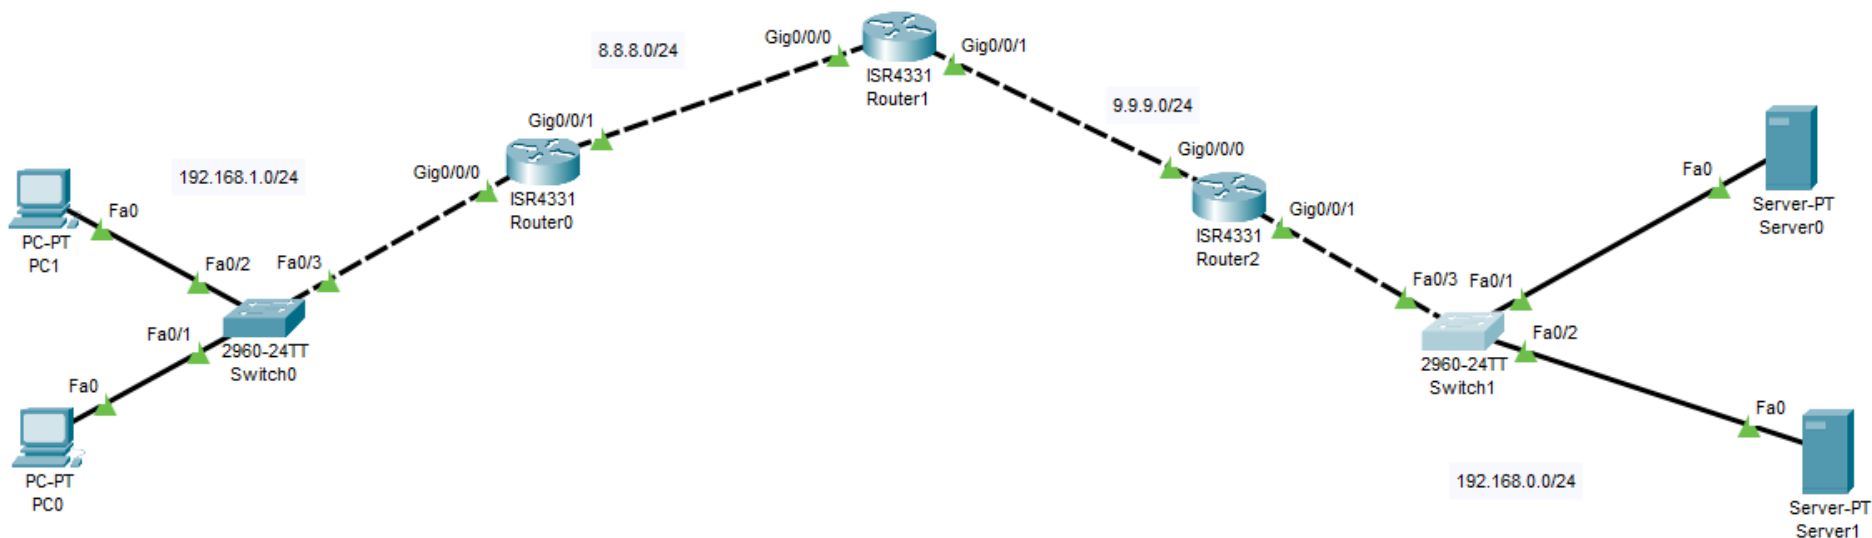 Gig0/0/0
ISR4331
Router1
Gig0/0/1
8.8.8.0/24
9.9.9.0/24
Gig0/0/1
Gig0/0/0
ISR4331
Router0
192.168.1.0/24
Gig0/0/0
ISR4331
Router2
Gig0/0/1
Fa0
Server-PT
Server0
Fa0
PC-PT
PC1
Fa0/2
Fa0/3
Fa0/1
2960-24TT
Switch0
Fa0
PC-PT
PC0
Fa0/3
Fa0/1
Fa0/2
2960-24TT
Switch1
Fa0
192.168.0.0/24
Server-PT
Server1